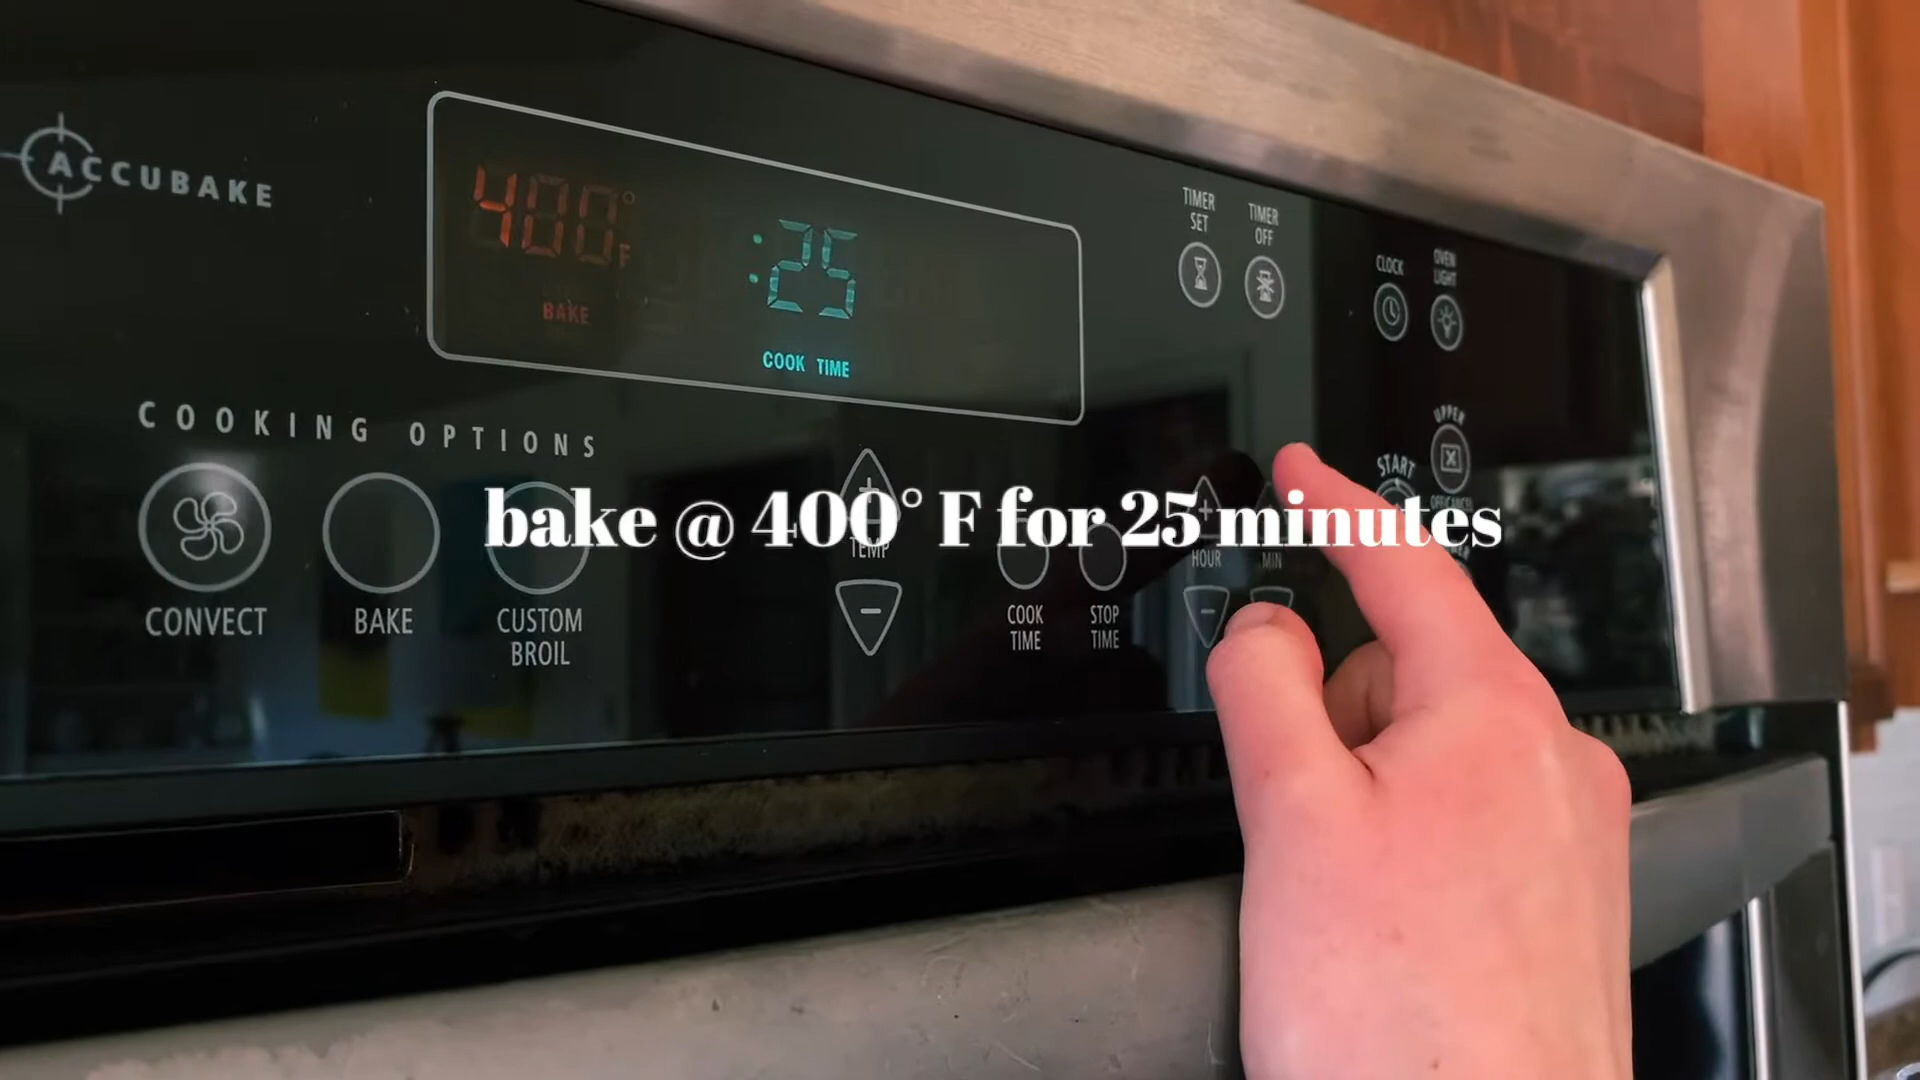 ACCUBAKE
400°F
BAKE
:25
COOK TIME
TIMER SET
TIMER OFF
CLOCK
OVEN LIGHT
COOKING OPTIONS
CONVECT
BAKE
CUSTOM BROIL
TEMP
COOK TIME
STOP TIME
HOUR
MIN
START
UPPER
bake @ 400° F for 25 minutes